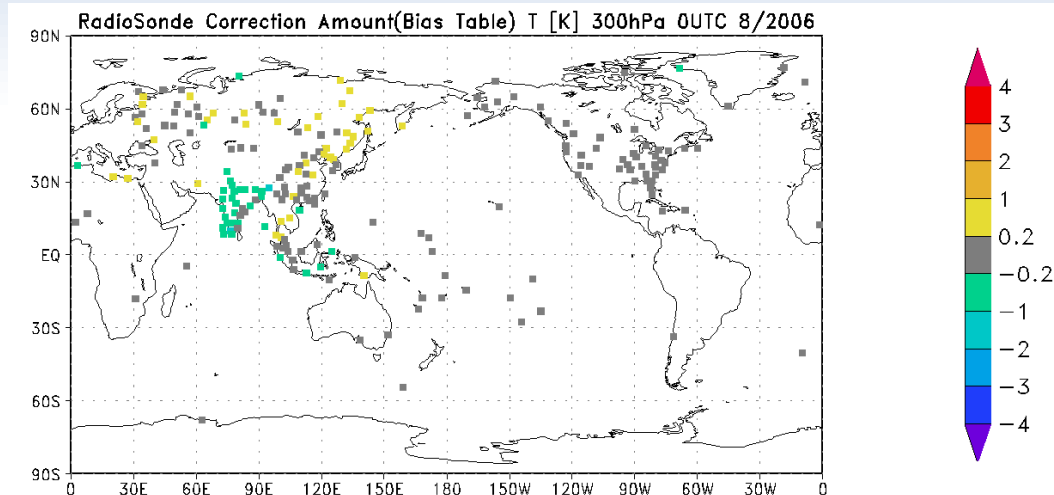 RadioSonde Correction Amount(Bias Table) T [K] 300hPa 0UTC 8/2006
90N
60N
30N
EQ
30S
60S
90S
0 30E 60E 90E 120E 150E 180 150W 120W 90W 60W 30W 0
4
3
2
1
0.2
-0.2
-1
-2
-3
-4